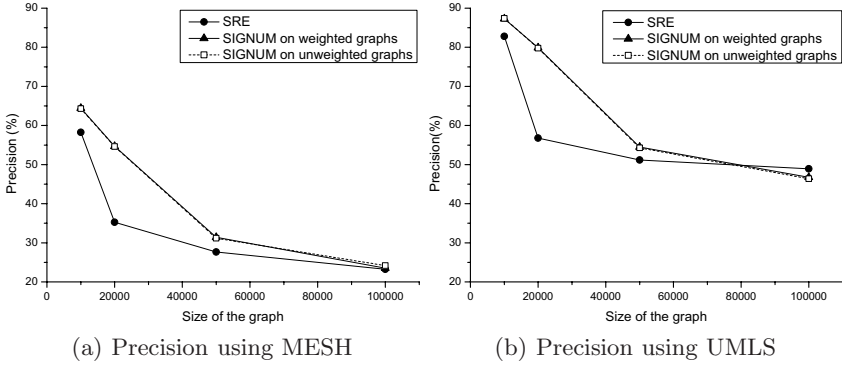 90
80
70
60
50
40
30
20
Precision (%)
SRE
SIGNUM on weighted graphs
SIGNUM on unweighted graphs
0
20000
40000
60000
80000
100000
Size of the graph
(a) Precision using MESH
90
80
70
60
50
40
30
20
Precision(%)
SRE
SIGNUM on weighted graphs
SIGNUM on unweighted graphs
0
20000
40000
60000
80000
100000
Size of the graph
(b) Precision using UMLS